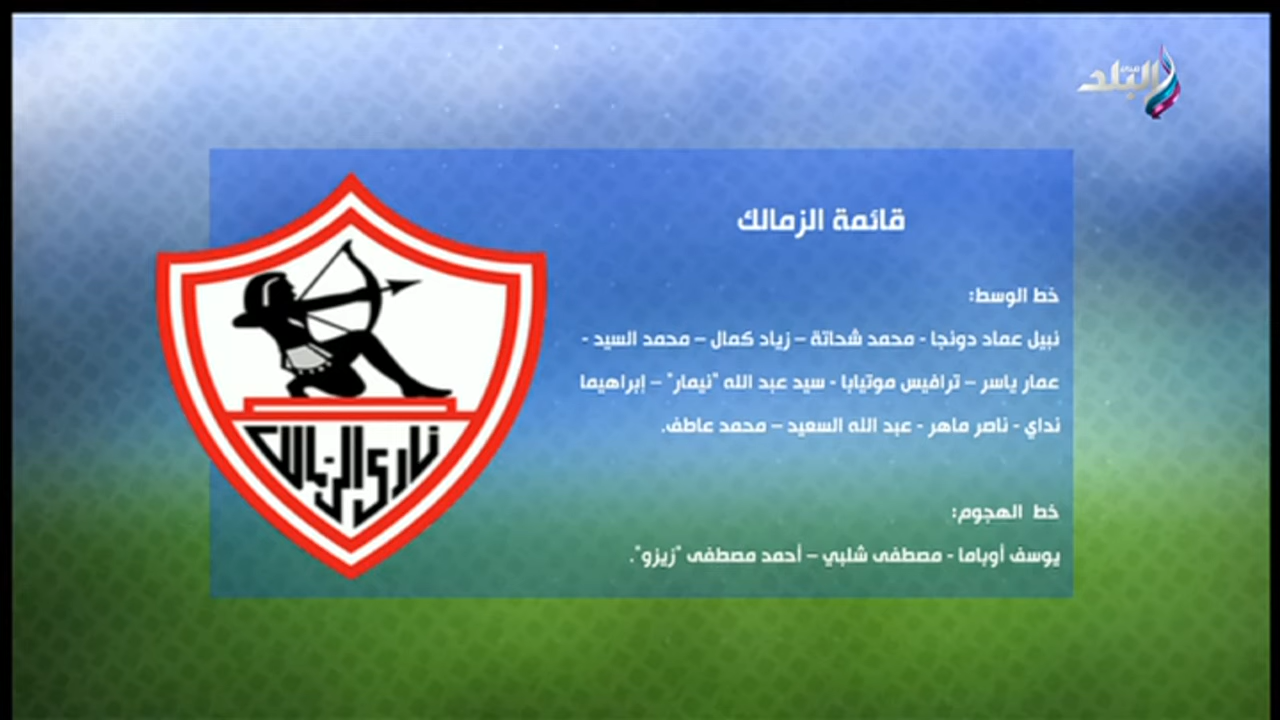 صدى
البلد
قائمة الزمالك
خط الوسط:
نبيل عماد دونجا - محمد شحاتة – زياد كمال – محمد السيد -
عمار ياسر – ترافيس موتيابا - سيد عبد الله "نيمار" – إبراهيما
نداي - ناصر ماهر - عبد الله السعيد – محمد عاطف.
خط الهجوم:
يوسف أوباما - مصطفى شلبي – أحمد مصطفى "زيزو".
نادى الزمالك